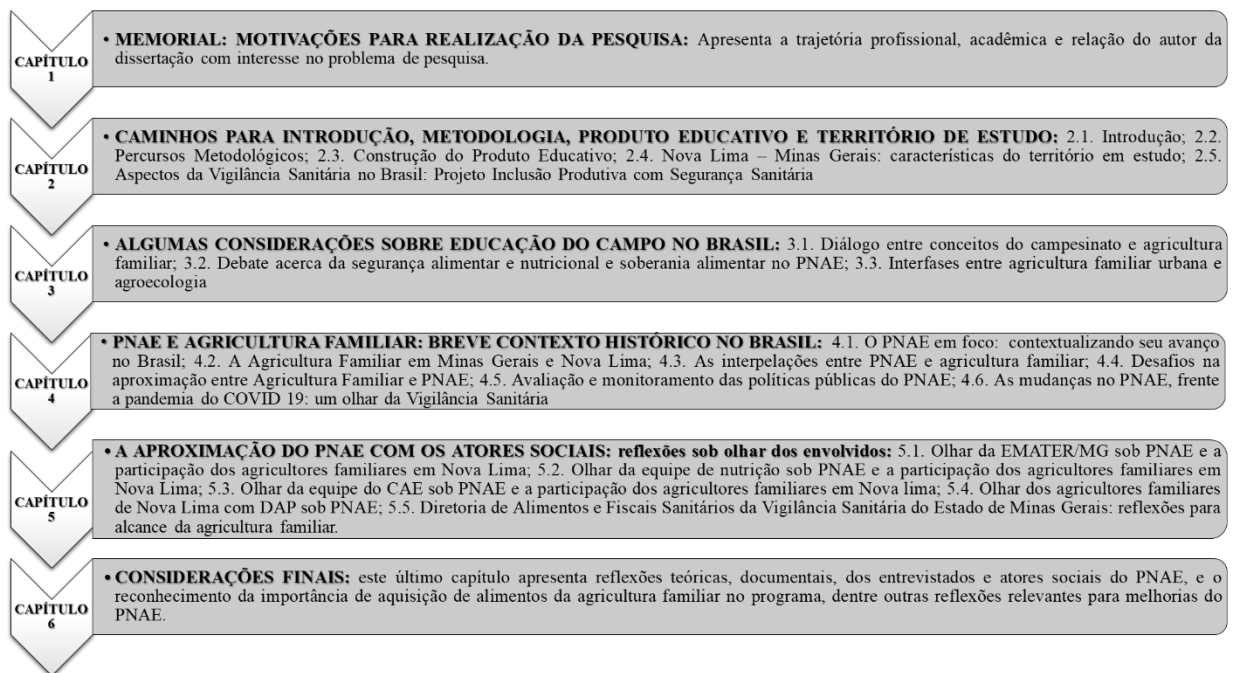 CAPÍTULO
1
• MEMORIAL: MOTIVAÇÕES PARA REALIZAÇÃO DA PESQUISA: Apresenta a trajetória profissional, acadêmica e relação do autor da
dissertação com interesse no problema de pesquisa.
CAPÍTULO
2
• CAMINHOS PARA INTRODUÇÃO, METODOLOGIA, PRODUTO EDUCATIVO E TERRITÓRIO DE ESTUDO: 2.1. Introdução; 2.2.
Percursos Metodológicos; 2.3. Construção do Produto Educativo; 2.4. Nova Lima – Minas Gerais: características do território em estudo; 2.5.
Aspectos da Vigilância Sanitária no Brasil: Projeto Inclusão Produtiva com Segurança Sanitária
CAPÍTULO
3
• ALGUMAS CONSIDERAÇÕES SOBRE EDUCAÇÃO DO CAMPO NO BRASIL: 3.1. Diálogo entre conceitos do campesinato e agricultura
familiar; 3.2. Debate acerca da segurança alimentar e nutricional e soberania alimentar no PNAE; 3.3. Interfases entre agricultura familiar urbana e
agroecologia
CAPÍTULO
4
• PNAE E AGRICULTURA FAMILIAR: BREVE CONTEXTO HISTÓRICO NO BRASIL: 4.1. O PNAE em foco: contextualizando seu avanço
no Brasil; 4.2. A Agricultura Familiar em Minas Gerais e Nova Lima; 4.3. As interpelações entre PNAE e agricultura familiar; 4.4. Desafios na
aproximação entre Agricultura Familiar e PNAE; 4.5. Avaliação e monitoramento das políticas públicas do PNAE; 4.6. As mudanças no PNAE, frente
a pandemia do COVID 19: um olhar da Vigilância Sanitária
CAPÍTULO
5
• A APROXIMAÇÃO DO PNAE COM OS ATORES SOCIAIS: reflexões sob olhar dos envolvidos: 5.1. Olhar da EMATER/MG sob PNAE e a
participação dos agricultores familiares em Nova Lima; 5.2. Olhar da equipe de nutrição sob PNAE e a participação dos agricultores familiares em
Nova Lima; 5.3. Olhar da equipe do CAE sob PNAE e a participação dos agricultores familiares em Nova lima; 5.4. Olhar dos agricultores familiares
de Nova Lima com DAP sob PNAE; 5.5. Diretoria de Alimentos e Fiscais Sanitários da Vigilância Sanitária do Estado de Minas Gerais: reflexões para
alcance da agricultura familiar.
CAPÍTULO
6
• CONSIDERAÇÕES FINAIS: este último capítulo apresenta reflexões teóricas, documentais, dos entrevistados e atores sociais do PNAE, e o
reconhecimento da importância de aquisição de alimentos da agricultura familiar no programa, dentre outras reflexões relevantes para melhorias do
PNAE.